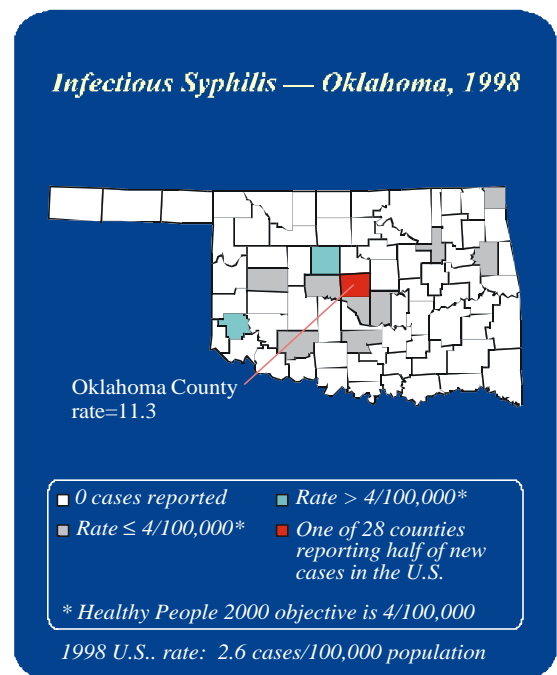 Infectious Syphilis — Oklahoma, 1998
Oklahoma County
rate=11.3
0 cases reported
Rate ≤ 4/100,000*
Rate > 4/100,000*
One of 28 counties
reporting half of new
cases in the U.S.
* Healthy People 2000 objective is 4/100,000
1998 U.S.. rate: 2.6 cases/100,000 population